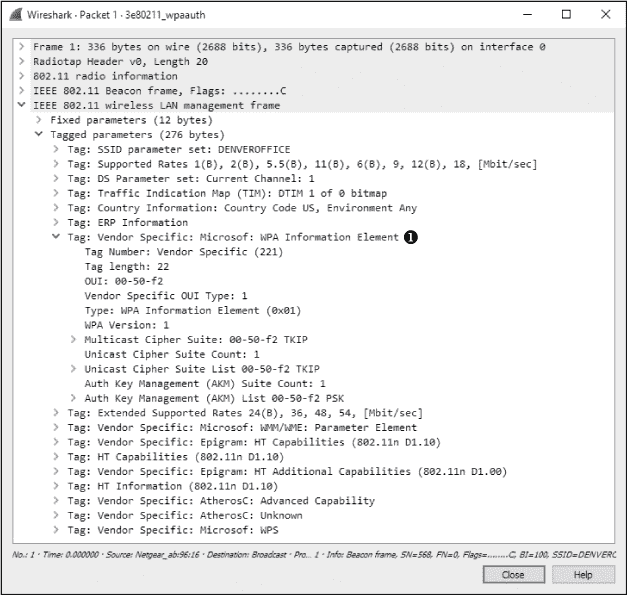 Wireshark · Packet 1 · 3e80211_wpaauth
Frame 1: 336 bytes on wire (2688 bits), 336 bytes captured (2688 bits) on interface 0
Radiotap Header v0, Length 20
802.11 radio information
IEEE 802.11 Beacon frame, Flags: ........C
IEEE 802.11 wireless LAN management frame
Fixed parameters (12 bytes)
Tagged parameters (276 bytes)
Tag: SSID parameter set: DENVEROFFICE
Tag: Supported Rates 1(B), 2(B), 5.5(B), 11(B), 6(B), 9, 12(B), 18, [Mbit/sec]
Tag: DS Parameter set: Current Channel: 1
Tag: Traffic Indication Map (TIM): DTIM 1 of 0 bitmap
Tag: Country Information: Country Code US, Environment Any
Tag: ERP Information
Tag: Vendor Specific: Microsof: WPA Information Element ❶
Tag Number: Vendor Specific (221)
Tag length: 22
OUI: 00-50-f2
Vendor Specific OUI Type: 1
Type: WPA Information Element (0x01)
WPA Version: 1
Multicast Cipher Suite: 00-50-f2 TKIP
Unicast Cipher Suite Count: 1
Unicast Cipher Suite List 00-50-f2 TKIP
Auth Key Management (AKM) Suite Count: 1
Auth Key Management (AKM) List 00-50-f2 PSK
Tag: Extended Supported Rates 24(B), 36, 48, 54, [Mbit/sec]
Tag: Vendor Specific: Microsof: WMM/WME: Parameter Element
Tag: Vendor Specific: Epigram: HT Capabilities (802.11n D1.10)
Tag: HT Capabilities (802.11n D1.10)
Tag: Vendor Specific: Epigram: HT Additional Capabilities (802.11n D1.00)
Tag: HT Information (802.11n D1.10)
Tag: Vendor Specific: AtherosC: Advanced Capability
Tag: Vendor Specific: AtherosC: Unknown
Tag: Vendor Specific: Microsof: WPS
No.: 1 · Time: 0.000000 · Source: Netgear_ab:96:16 · Destination: Broadcast · Pro... 1 · Info: Beacon frame, SN=568, FN=0, Flags=........C, BI=100, SSID=DENVERO
Close Help